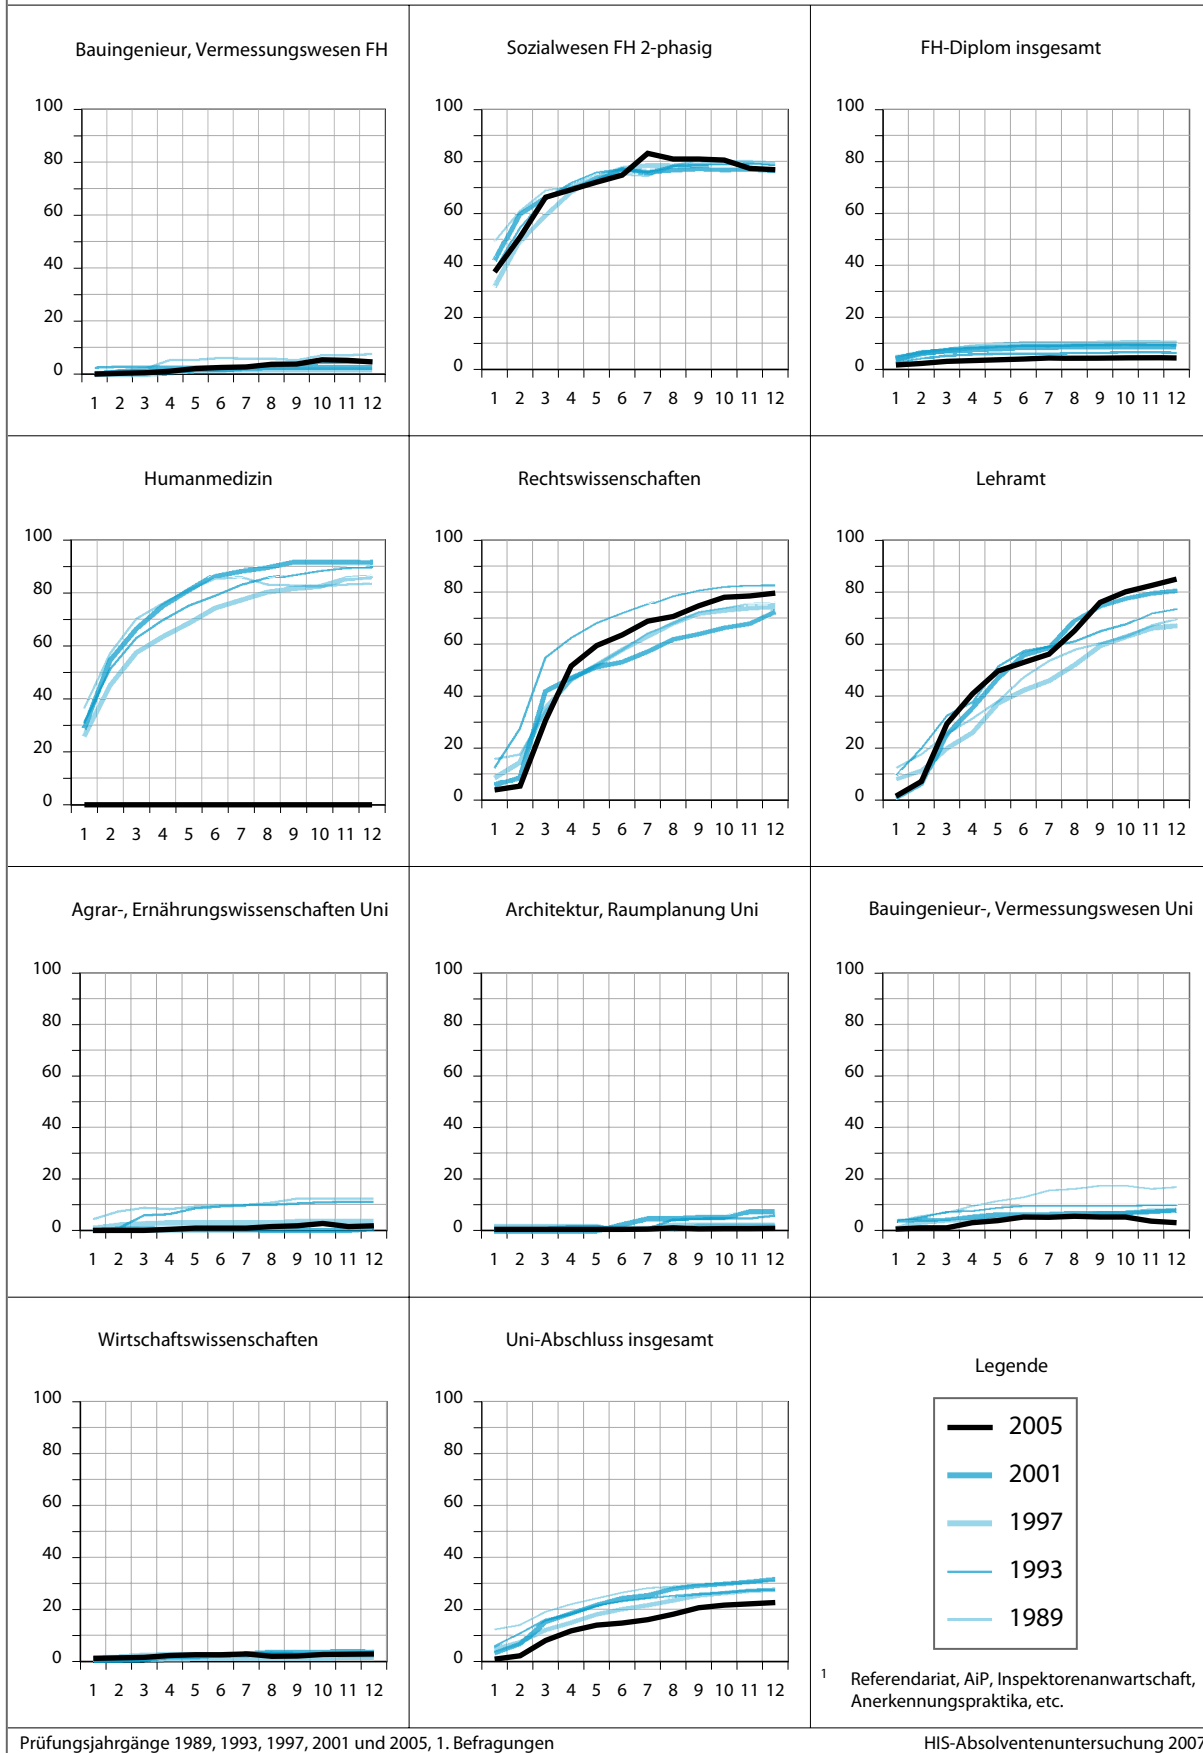 Bauingenieur, Vermessungswesen FH
100
80
60
40
20
0
1 2 3 4 5 6 7 8 9 10 11 12
Sozialwesen FH 2-phasig
100
80
60
40
20
0
1 2 3 4 5 6 7 8 9 10 11 12
FH-Diplom insgesamt
100
80
60
40
20
0
1 2 3 4 5 6 7 8 9 10 11 12
Humanmedizin
100
80
60
40
20
0
1 2 3 4 5 6 7 8 9 10 11 12
Rechtswissenschaften
100
80
60
40
20
0
1 2 3 4 5 6 7 8 9 10 11 12
Lehramt
100
80
60
40
20
0
1 2 3 4 5 6 7 8 9 10 11 12
Agrar-, Ernährungswissenschaften Uni
100
80
60
40
20
0
1 2 3 4 5 6 7 8 9 10 11 12
Architektur, Raumplanung Uni
100
80
60
40
20
0
1 2 3 4 5 6 7 8 9 10 11 12
Bauingenieur-, Vermessungswesen Uni
100
80
60
40
20
0
1 2 3 4 5 6 7 8 9 10 11 12
Wirtschaftswissenschaften
100
80
60
40
20
0
1 2 3 4 5 6 7 8 9 10 11 12
Uni-Abschluss insgesamt
100
80
60
40
20
0
1 2 3 4 5 6 7 8 9 10 11 12
Legende
2005
2001
1997
1993
1989
1 Referendariat, AiP, Inspektorenanwartschaft,
Anerkennungspraktika, etc.
Prüfungsjahrgänge 1989, 1993, 1997, 2001 und 2005, 1. Befragungen
HIS-Absolventenuntersuchung 2007